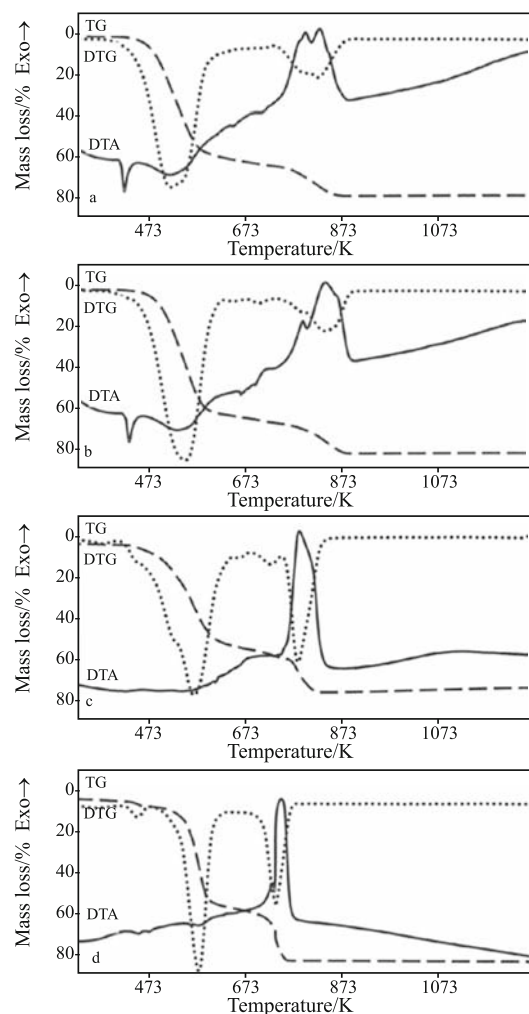 Mass loss/% Exo→
0
20
40
60
80
TG
DTG
DTA
a
473 673 873 1073
Temperature/K
Mass loss/% Exo→
0
20
40
60
80
TG
DTG
DTA
b
473 673 873 1073
Temperature/K
Mass loss/% Exo→
0
20
40
60
80
TG
DTG
DTA
c
473 673 873 1073
Temperature/K
Mass loss/% Exo→
0
20
40
60
80
TG
DTG
DTA
d
473 673 873 1073
Temperature/K